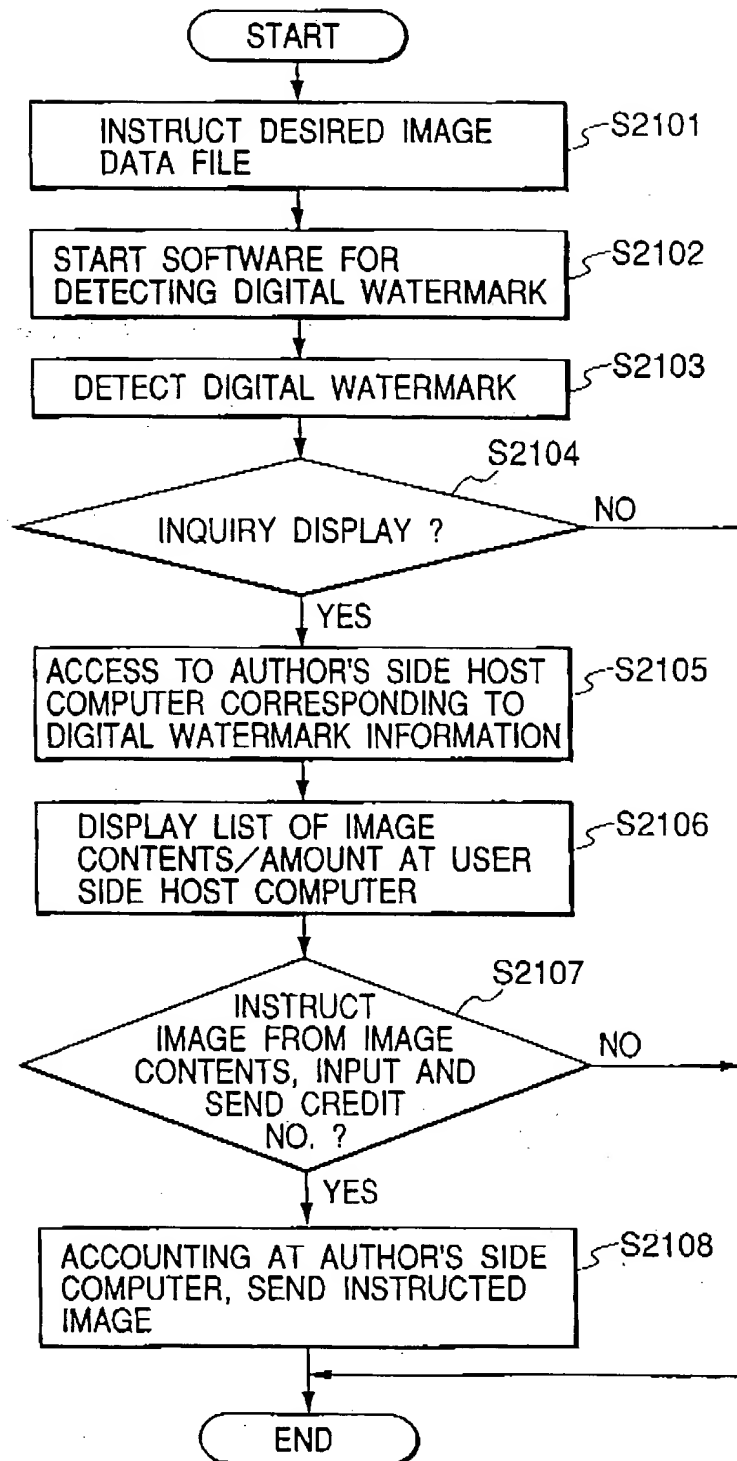 START
INSTRUCT DESIRED IMAGE
DATA FILE
S2101
START SOFTWARE FOR
DETECTING DIGITAL WATERMARK
S2102
DETECT DIGITAL WATERMARK
S2103
S2104
INQUIRY DISPLAY ?
NO
YES
ACCESS TO AUTHOR'S SIDE HOST
COMPUTER CORRESPONDING TO
DIGITAL WATERMARK INFORMATION
S2105
DISPLAY LIST OF IMAGE
CONTENTS/AMOUNT AT USER
SIDE HOST COMPUTER
S2106
S2107
INSTRUCT
IMAGE FROM IMAGE
CONTENTS, INPUT AND
SEND CREDIT
NO. ?
NO
YES
ACCOUNTING AT AUTHOR'S SIDE
COMPUTER, SEND INSTRUCTED
IMAGE
S2108
END